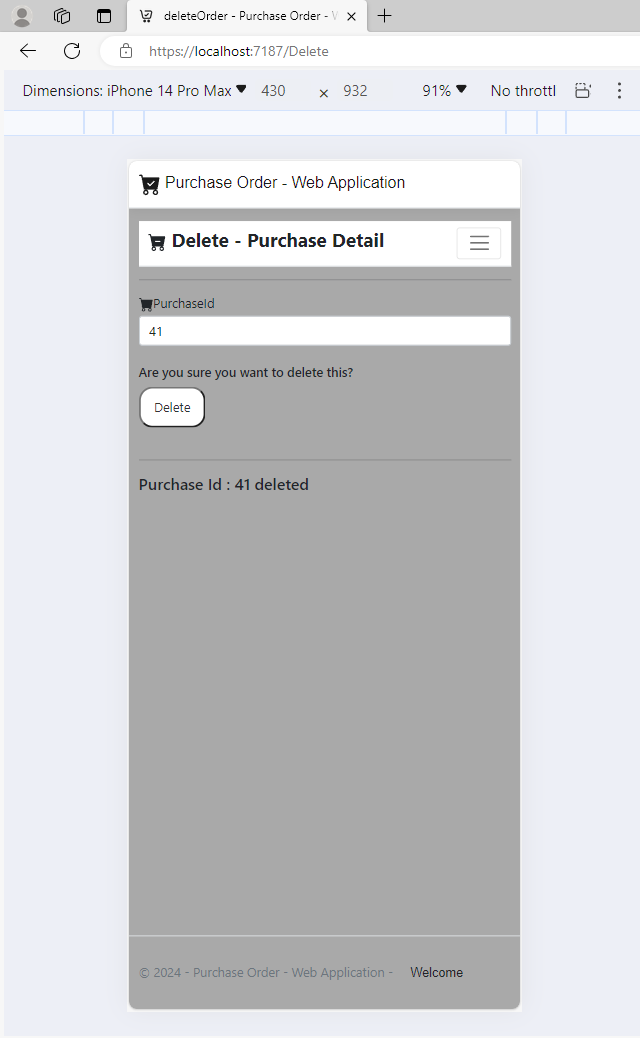 deleteOrder - Purchase Order -
https://localhost:7187/Delete
Dimensions: iPhone 14 Pro Max 430 × 932 91% No throttl
Purchase Order - Web Application
Delete - Purchase Detail
PurchaseId
41
Are you sure you want to delete this?
Delete
Purchase Id : 41 deleted
© 2024 - Purchase Order - Web Application - Welcome